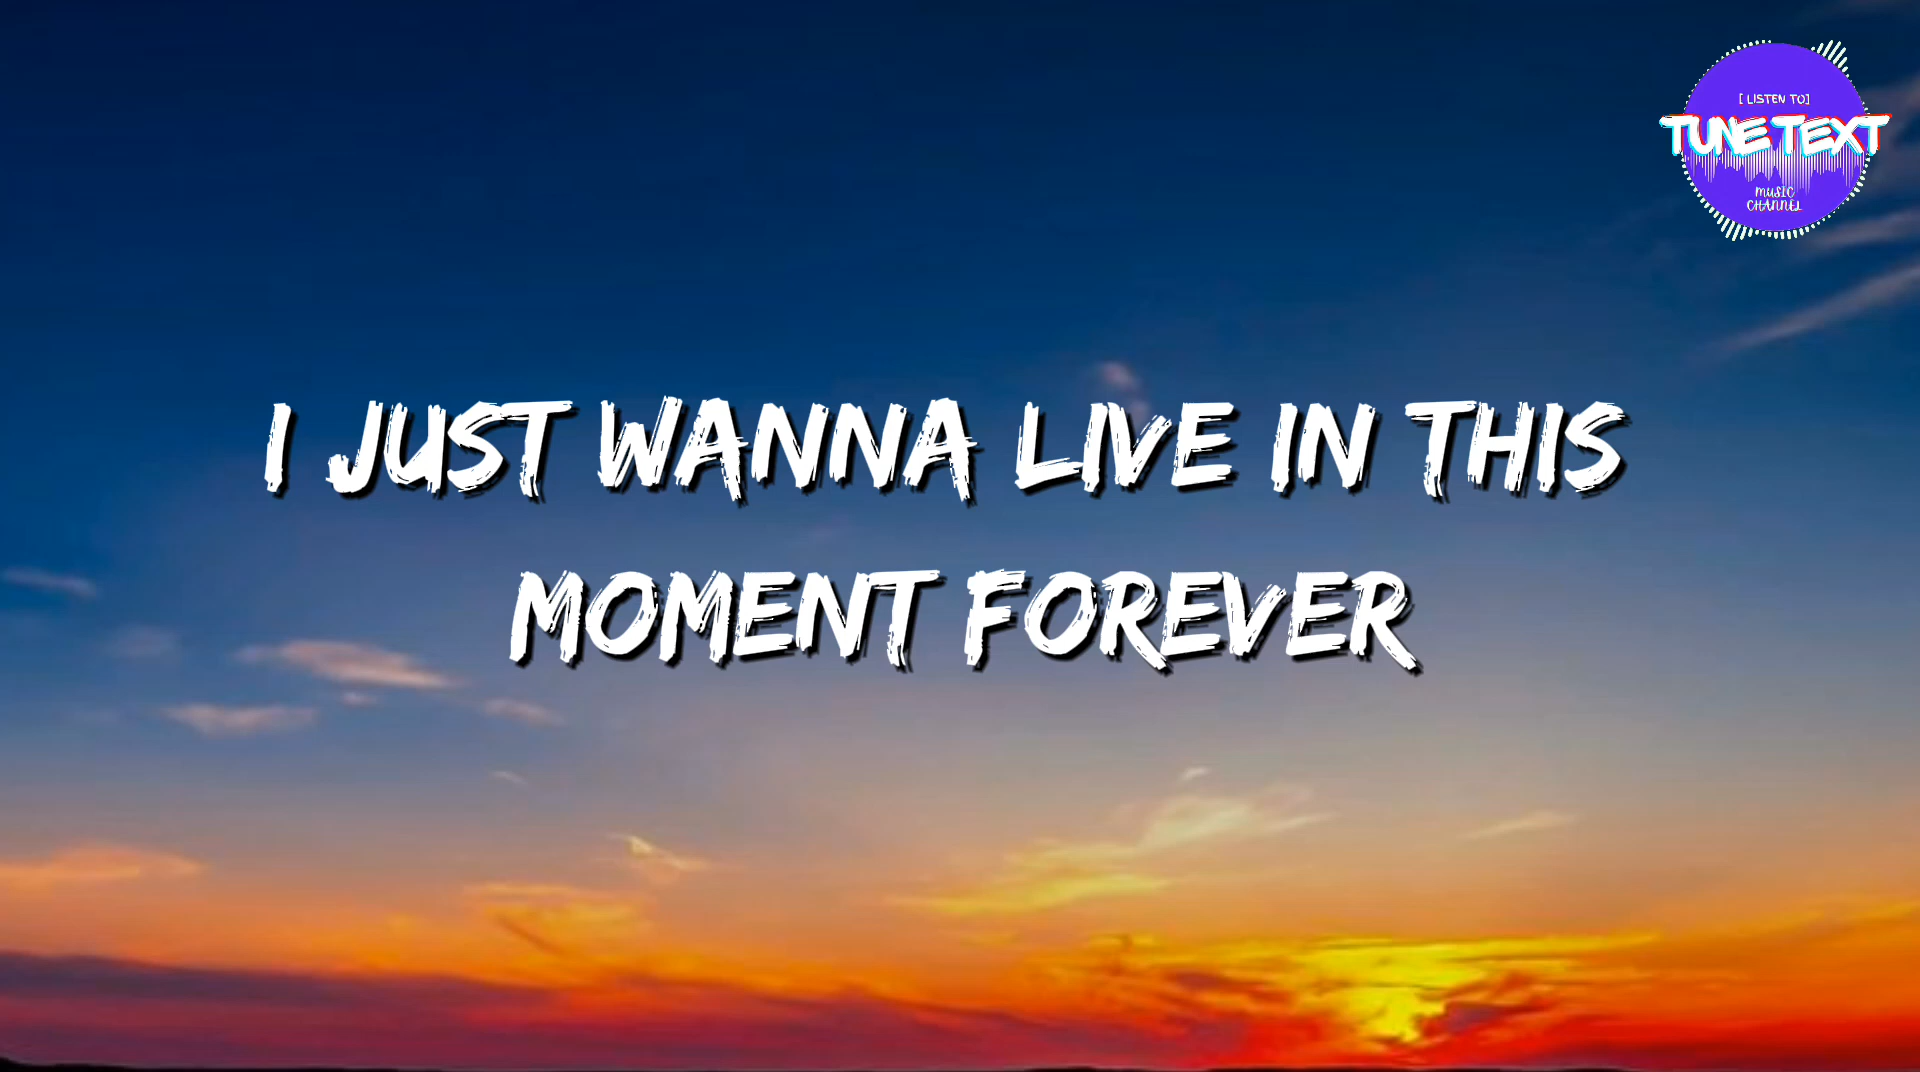 [ LISTEN TO]
TUNE TEXT
MUSIC
CHANNEL
I JUST WANNA LIVE IN THIS
MOMENT FOREVER